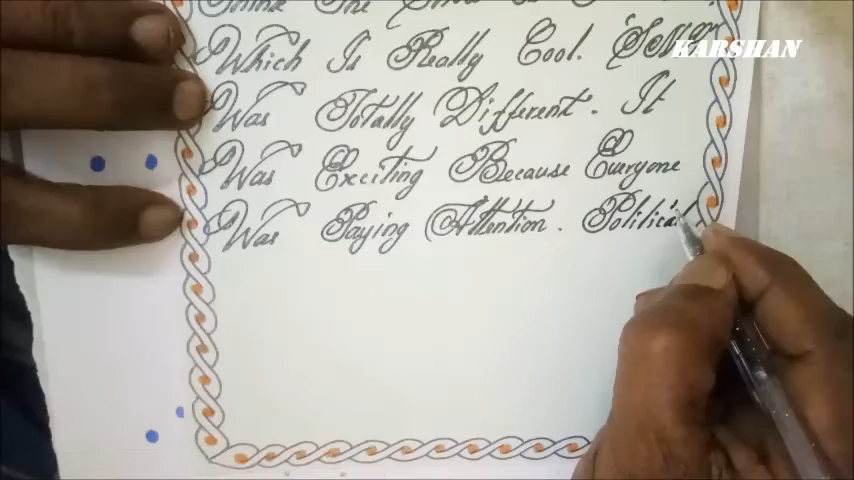 Which Is Really Cool.
KARSHAN
Was Totally Different. It
Was Exciting Because Everyone
Was Paying Attention. Political